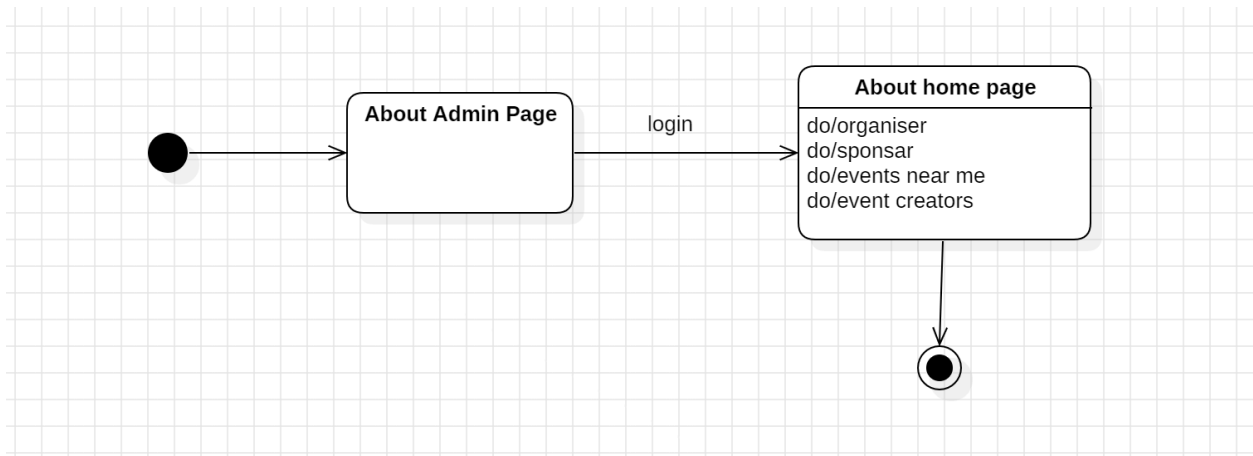 About Admin Page
login
About home page
do/organiser
do/sponsar
do/events near me
do/event creators